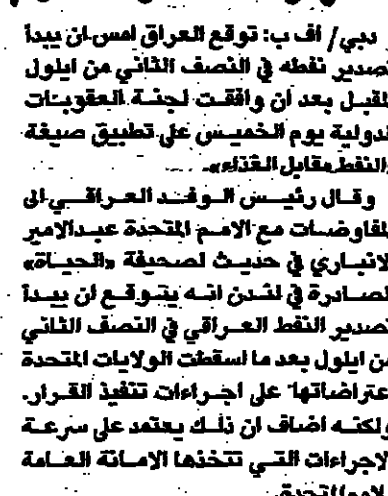 دبي/ أف ب: توقع العراق امس ان يبدأ
تصدير نفطه في النصف الثاني من ايلول
المقبل بعد ان وافقت لجنة العقوبات
الدولية يوم الخميس على تطبيق صيغة
«النفط مقابل الغذاء».
وقال رئيس الوفد العراقي الى
المفاوضات مع الامم المتحدة عبدالامير
الانباري في حديث لصحيفة «الحياة»
الصادرة في لندن انه يتوقع ان يبدأ
تصدير النفط العراقي في النصف الثاني
من ايلول بعد ما اسقطت الولايات المتحدة
اعتراضاتها على اجراءات تنفيذ القرار.
ولكنه اضاف ان ذلك يعتمد على سرعة
الاجراءات التي تتخذها الامانة العامة
للامم المتحدة.